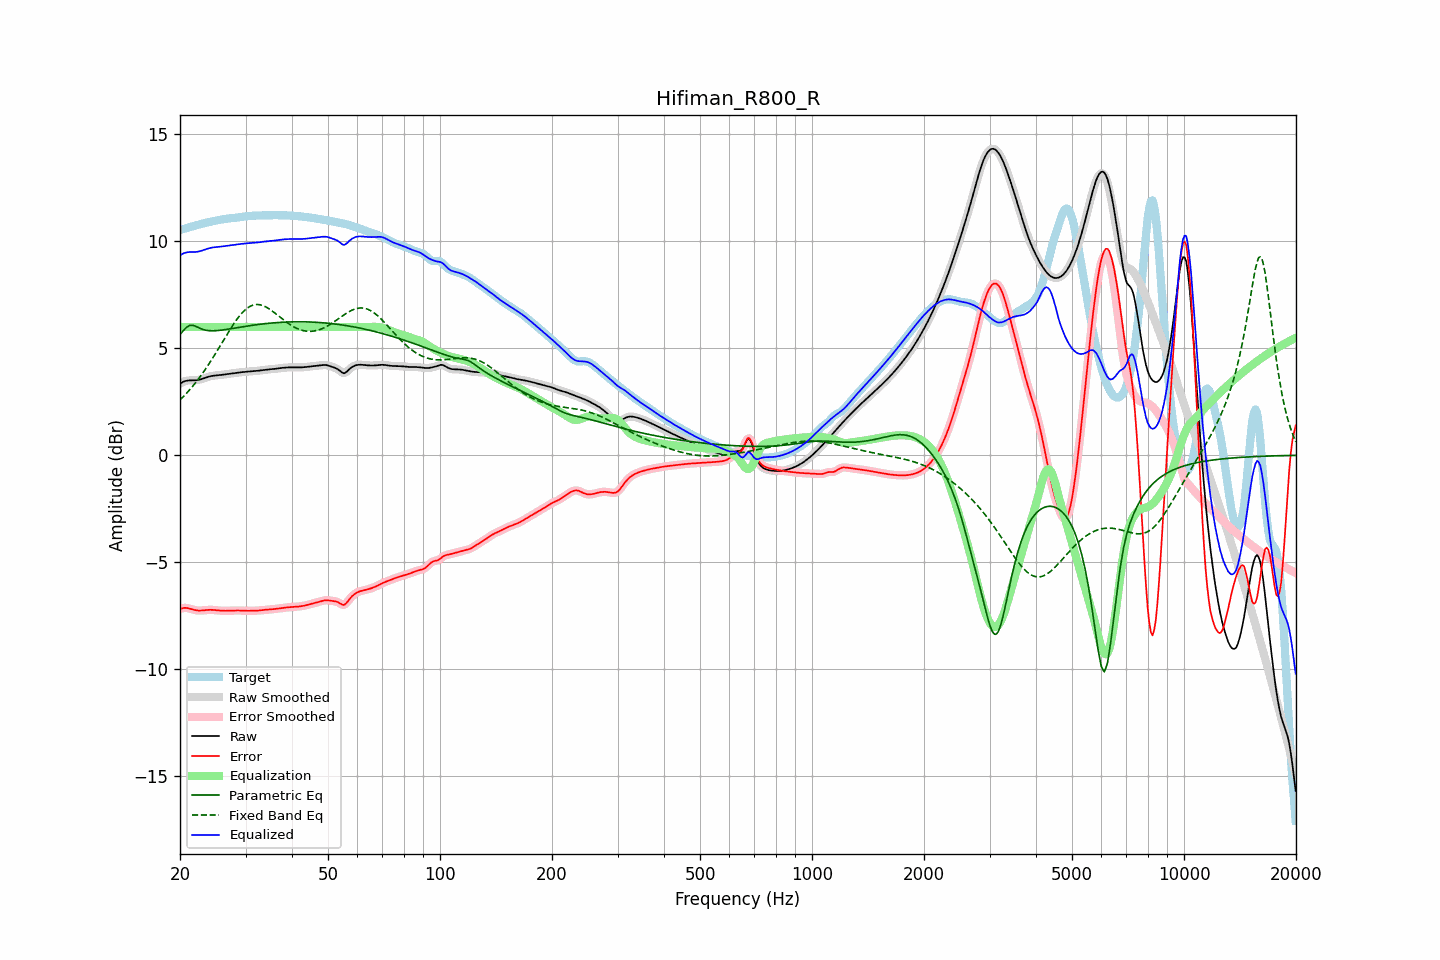 Hifiman_R800_R
15
10
5
0
−5
−10
−15
Amplitude (dBr)
Target
Raw Smoothed
Error Smoothed
Raw
Error
Equalization
Parametric Eq
Fixed Band Eq
Equalized
20 50 100 200 500 1000 2000 5000 10000 20000
Frequency (Hz)